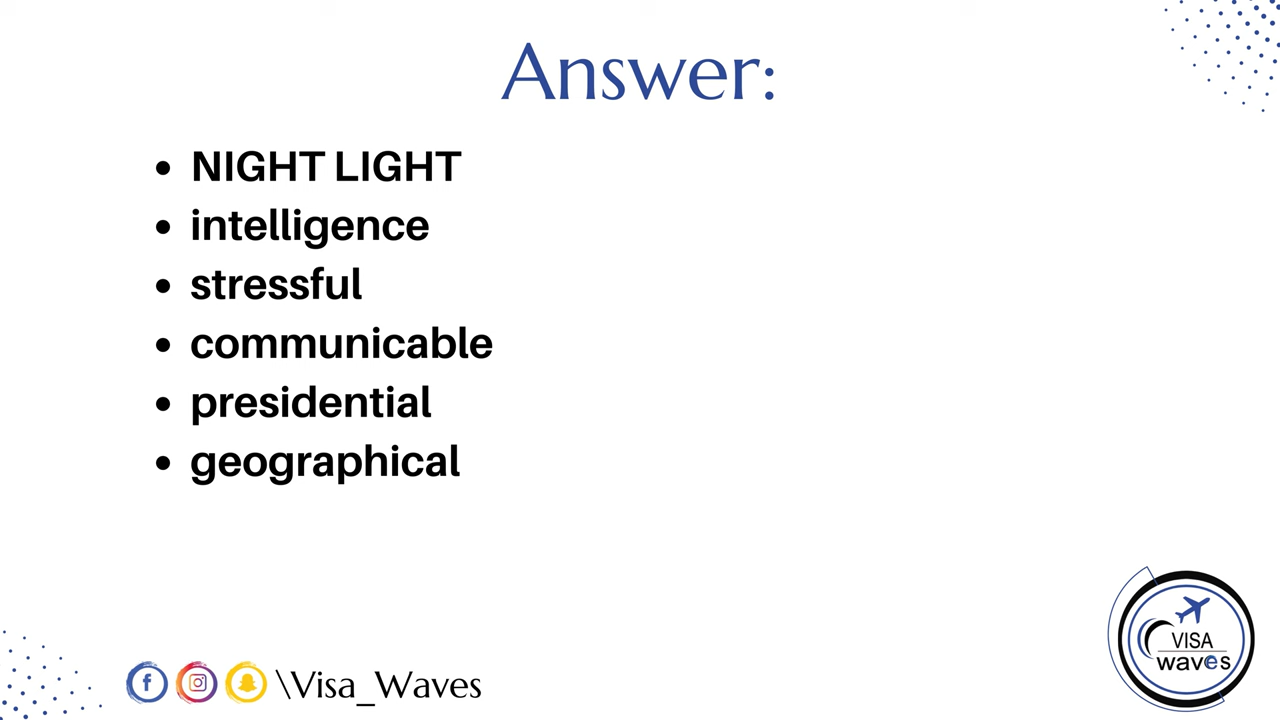 Answer:
• NIGHT LIGHT
• intelligence
• stressful
• communicable
• presidential
• geographical
\Visa_Waves
VISA
waves